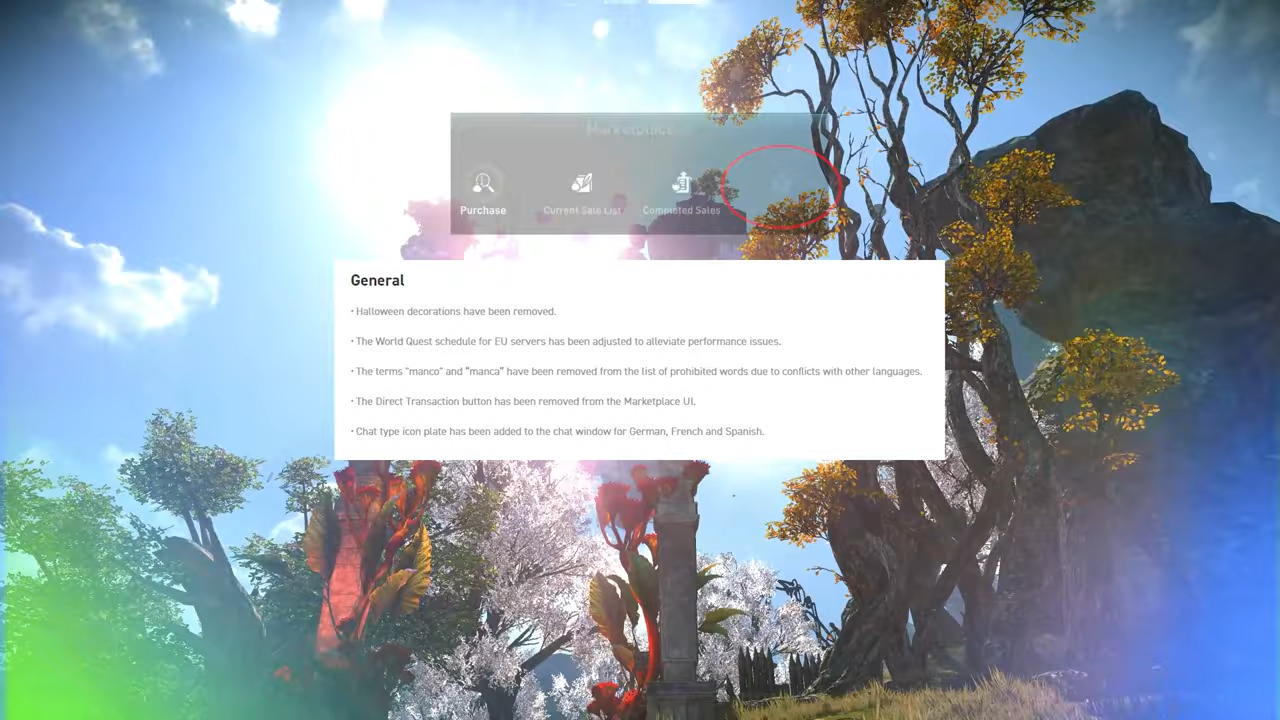 Marketplace
Purchase
Current Sale List
Completed Sales
General
· Halloween decorations have been removed.
· The World Quest schedule for EU servers has been adjusted to alleviate performance issues.
· The terms "manco" and "manca" have been removed from the list of prohibited words due to conflicts with other languages.
· The Direct Transaction button has been removed from the Marketplace UI.
· Chat type icon plate has been added to the chat window for German, French and Spanish.